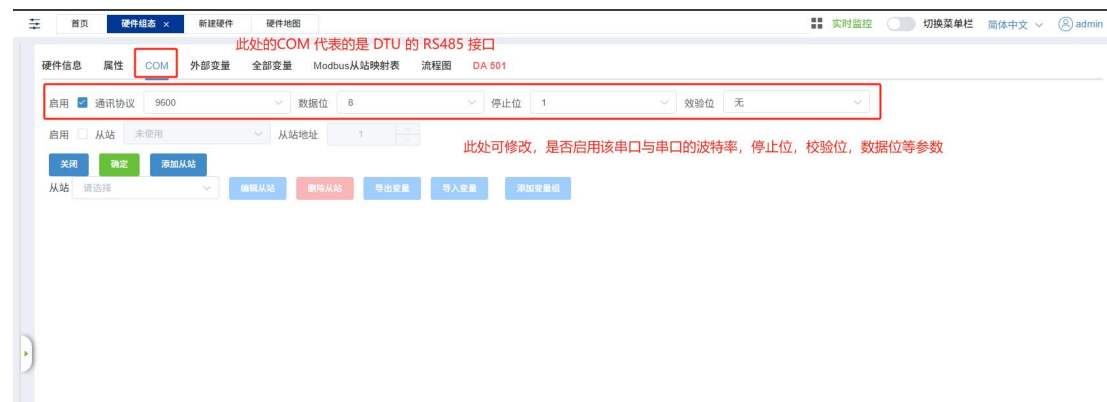 首页 硬件组态 × 新建硬件 硬件地图 实时监控 切换菜单栏 简体中文 admin
此处的COM 代表的是 DTU 的 RS485 接口
硬件信息 属性 COM 外部变量 全部变量 Modbus从站映射表 流程图 DA 501
启用 通讯协议 9600 数据位 8 停止位 1 效验位 无
启用 从站 未使用 从站地址 1
此处可修改，是否启用该串口与串口的波特率，停止位，校验位，数据位等参数
关闭 确定 添加从站
从站 请选择 编辑从站 删除从站 导出变量 导入变量 添加变量组